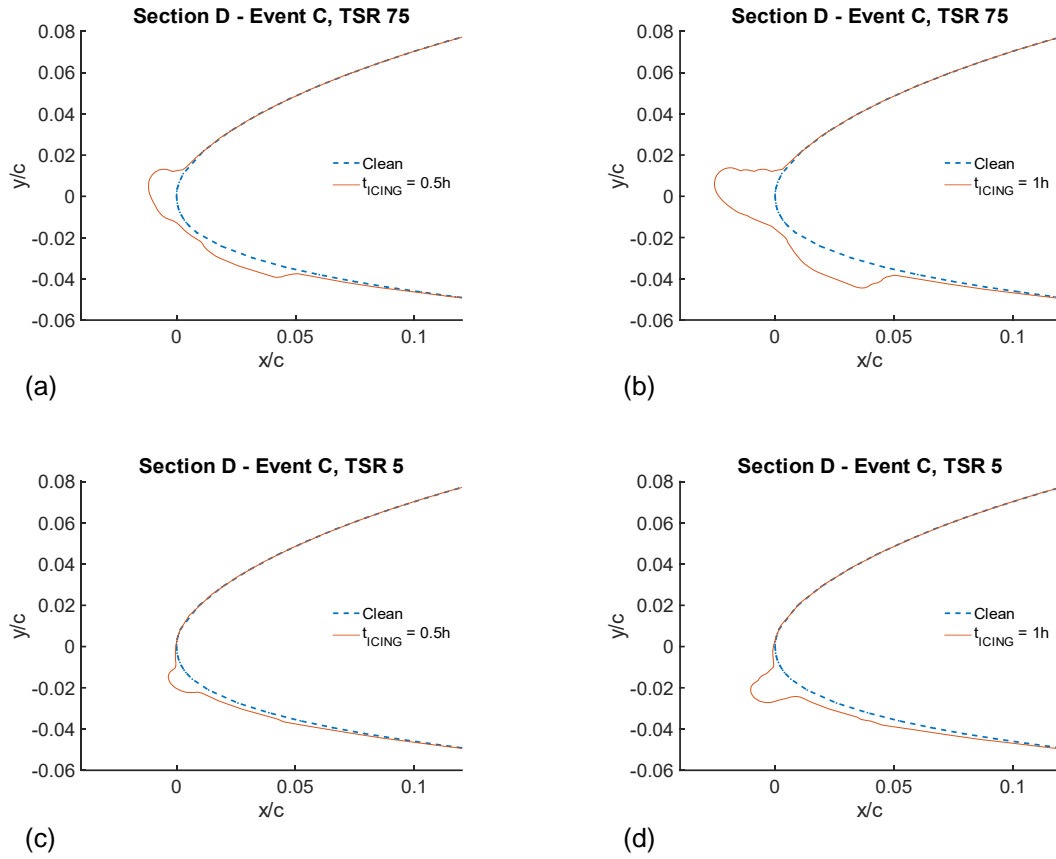 Section D - Event C, TSR 75
0.08
0.06
0.04
0.02
0
-0.02
-0.04
-0.06
y/c
0
0.05
0.1
x/c
Clean
t_ICING = 0.5h
(a)
Section D - Event C, TSR 75
0.08
0.06
0.04
0.02
0
-0.02
-0.04
-0.06
y/c
0
0.05
0.1
x/c
Clean
t_ICING = 1h
(b)
Section D - Event C, TSR 5
0.08
0.06
0.04
0.02
0
-0.02
-0.04
-0.06
y/c
0
0.05
0.1
x/c
Clean
t_ICING = 0.5h
(c)
Section D - Event C, TSR 5
0.08
0.06
0.04
0.02
0
-0.02
-0.04
-0.06
y/c
0
0.05
0.1
x/c
Clean
t_ICING = 1h
(d)